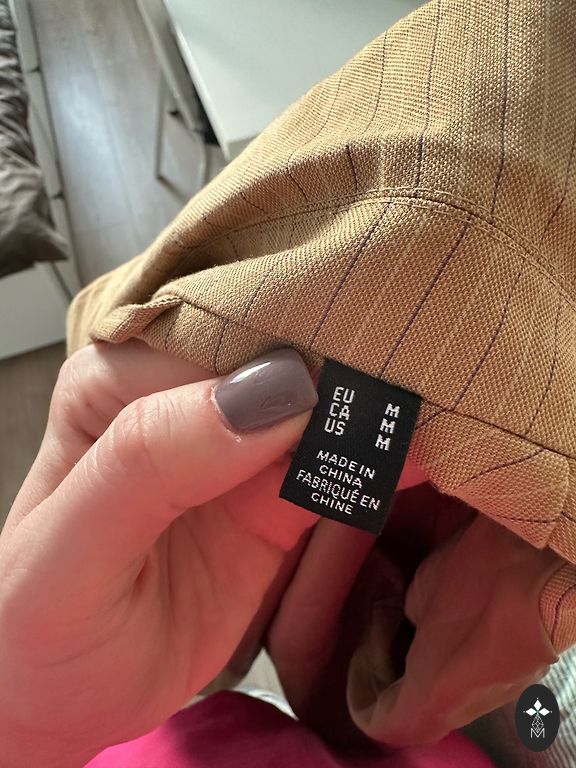 EU M
CA M
US M
MADE IN
CHINA
FABRIQUÉ EN
CHINE